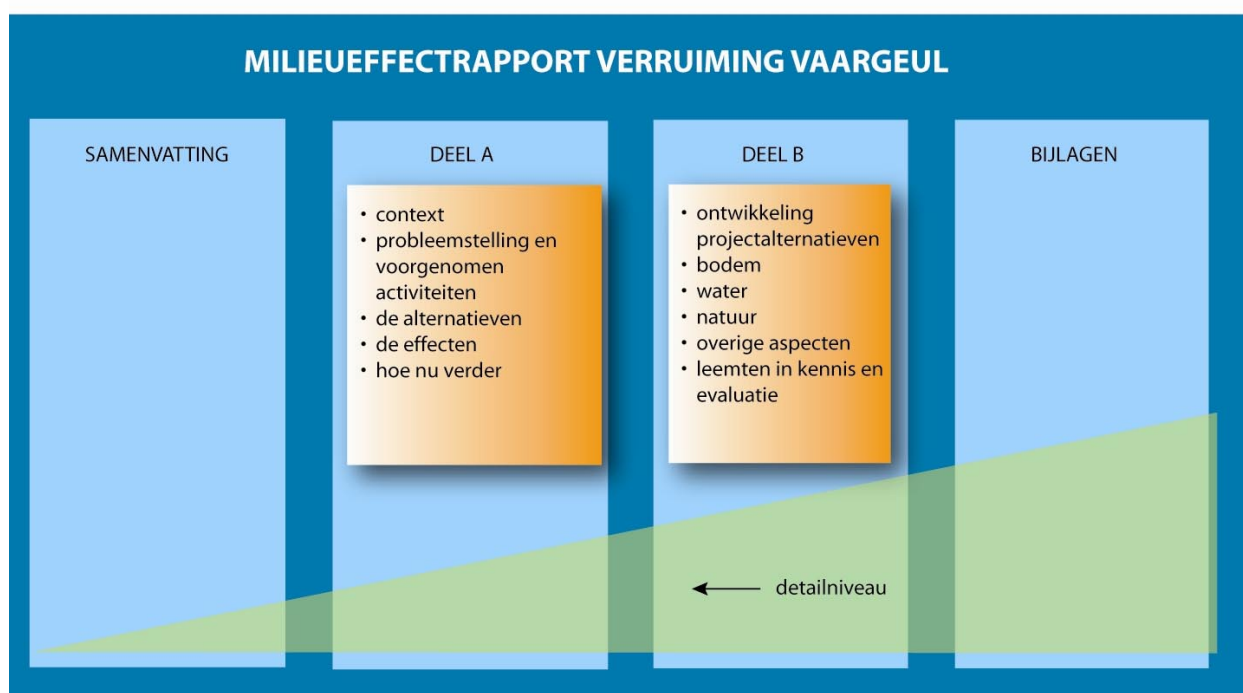 MILIEUEFFECTRAPPORT VERRUIMING VAARGEUL
SAMENVATTING
DEEL A
• context
• probleemstelling en
voorgenomen
activiteiten
• de alternatieven
• de effecten
• hoe nu verder
DEEL B
• ontwikkeling
projectalternatieven
• bodem
• water
• natuur
• overige aspecten
• leemten in kennis en
evaluatie
BIJLAGEN
detailniveau